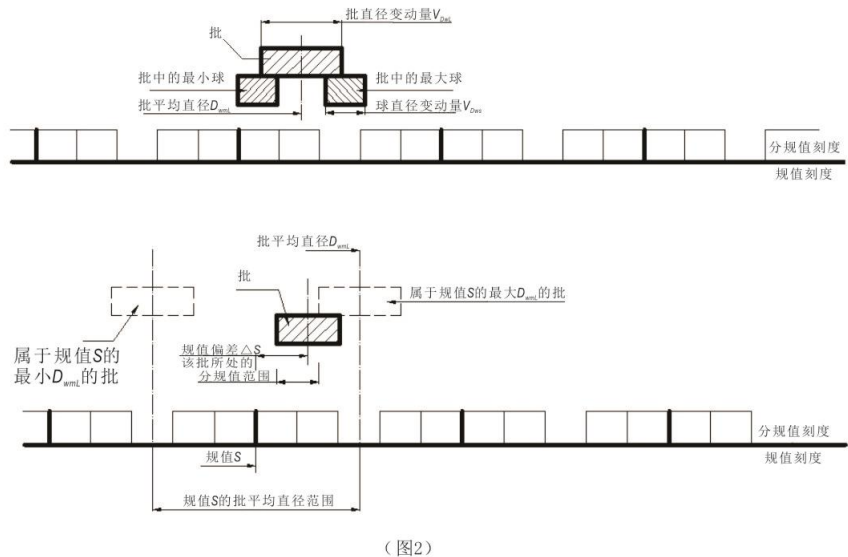 批直径变动量VDwL
批
批中的最小球
批中的最大球
批平均直径DwmL
球直径变动量VDws
分规值刻度
规值刻度
批平均直径DwmL
批
属于规值S的最大DwmL的批
属于规值S的
最小DwmL的批
规值偏差△S
该批所处的
分规值范围
分规值刻度
规值S
规值刻度
规值S的批平均直径范围
（图2）